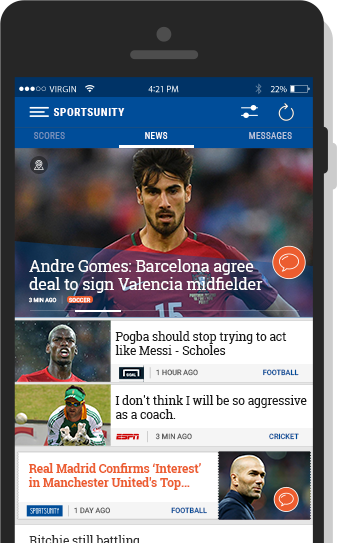 VIRGIN 4:21 PM 22%
SPORTSUNITY
SCORES NEWS MESSAGES
Andre Gomes: Barcelona agree
deal to sign Valencia midfielder
3 MIN AGO SOCCER
Pogba should stop trying to act
like Messi - Scholes
GOAL 1 HOUR AGO FOOTBALL
I don't think I will be so aggressive
as a coach.
ESPN 3 MIN AGO CRICKET
Real Madrid Confirms ‘Interest’
in Manchester United's Top...
SPORTSUNITY 1 DAY AGO FOOTBALL
Ritchie still battling